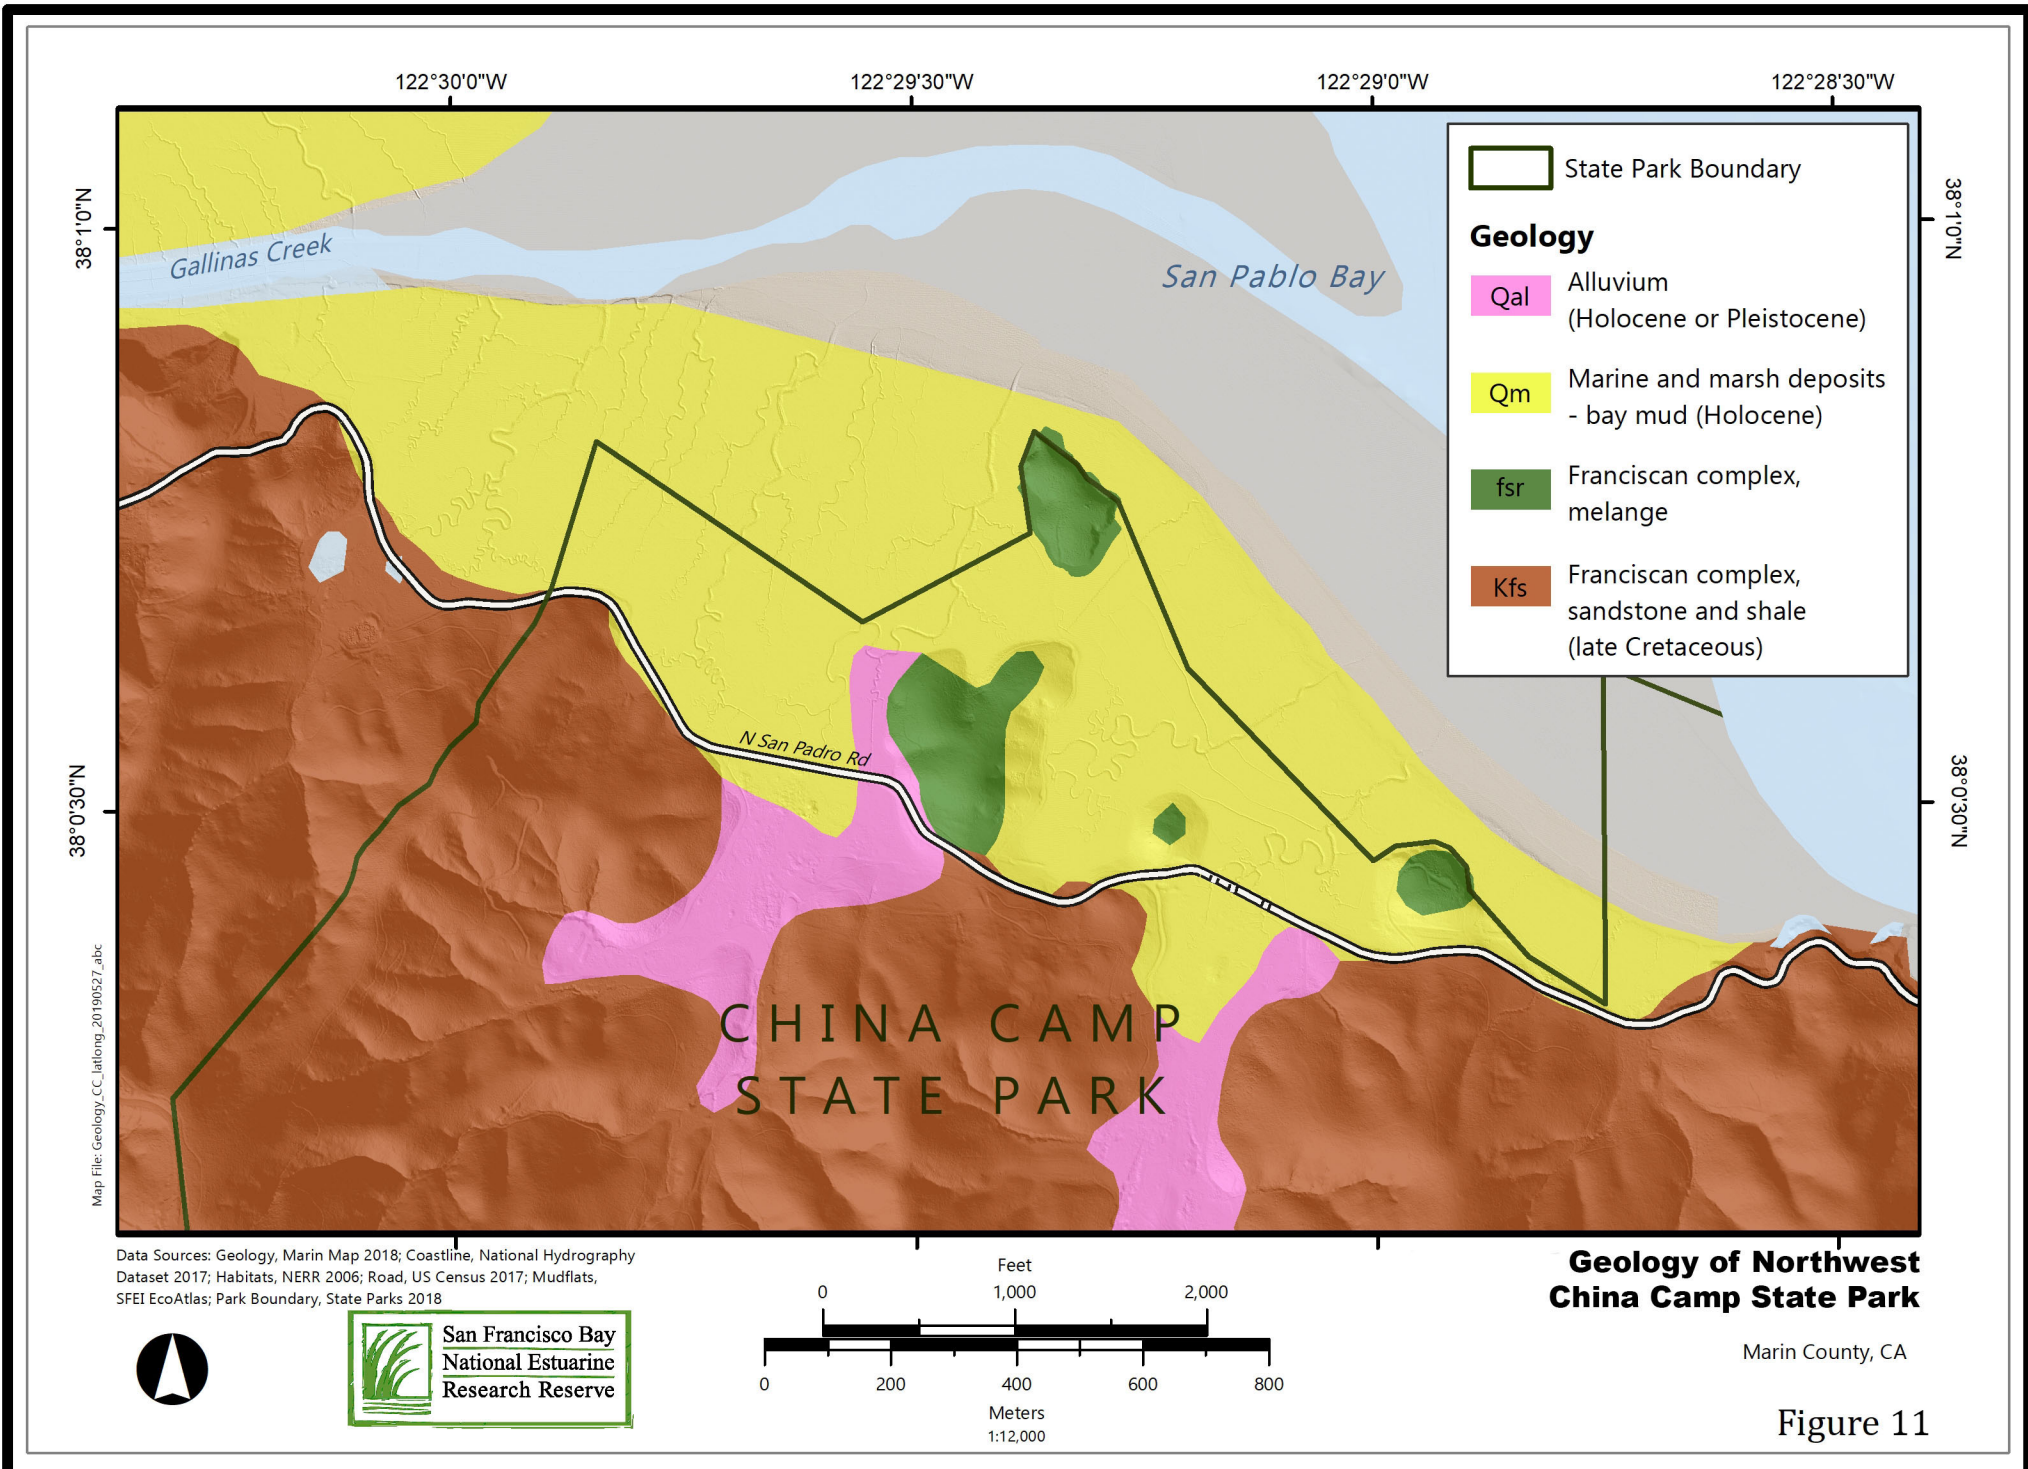 122°30'0"W
122°29'30"W
122°29'0"W
122°28'30"W
38°1'0"N
38°1'0"N
38°0'30"N
38°0'30"N
Gallinas Creek
San Pablo Bay
N San Padro Rd
CHINA CAMP
STATE PARK
State Park Boundary
Geology
Qal
Alluvium
(Holocene or Pleistocene)
Qm
Marine and marsh deposits
- bay mud (Holocene)
fsr
Franciscan complex,
melange
Kfs
Franciscan complex,
sandstone and shale
(late Cretaceous)
Map File: Geology_CC_latlong_20190527_abc
Data Sources: Geology, Marin Map 2018; Coastline, National Hydrography
Dataset 2017; Habitats, NERR 2006; Road, US Census 2017; Mudflats,
SFEI EcoAtlas; Park Boundary, State Parks 2018
San Francisco Bay
National Estuarine
Research Reserve
Feet
0 1,000 2,000
0 200 400 600 800
Meters
1:12,000
Geology of Northwest
China Camp State Park
Marin County, CA
Figure 11